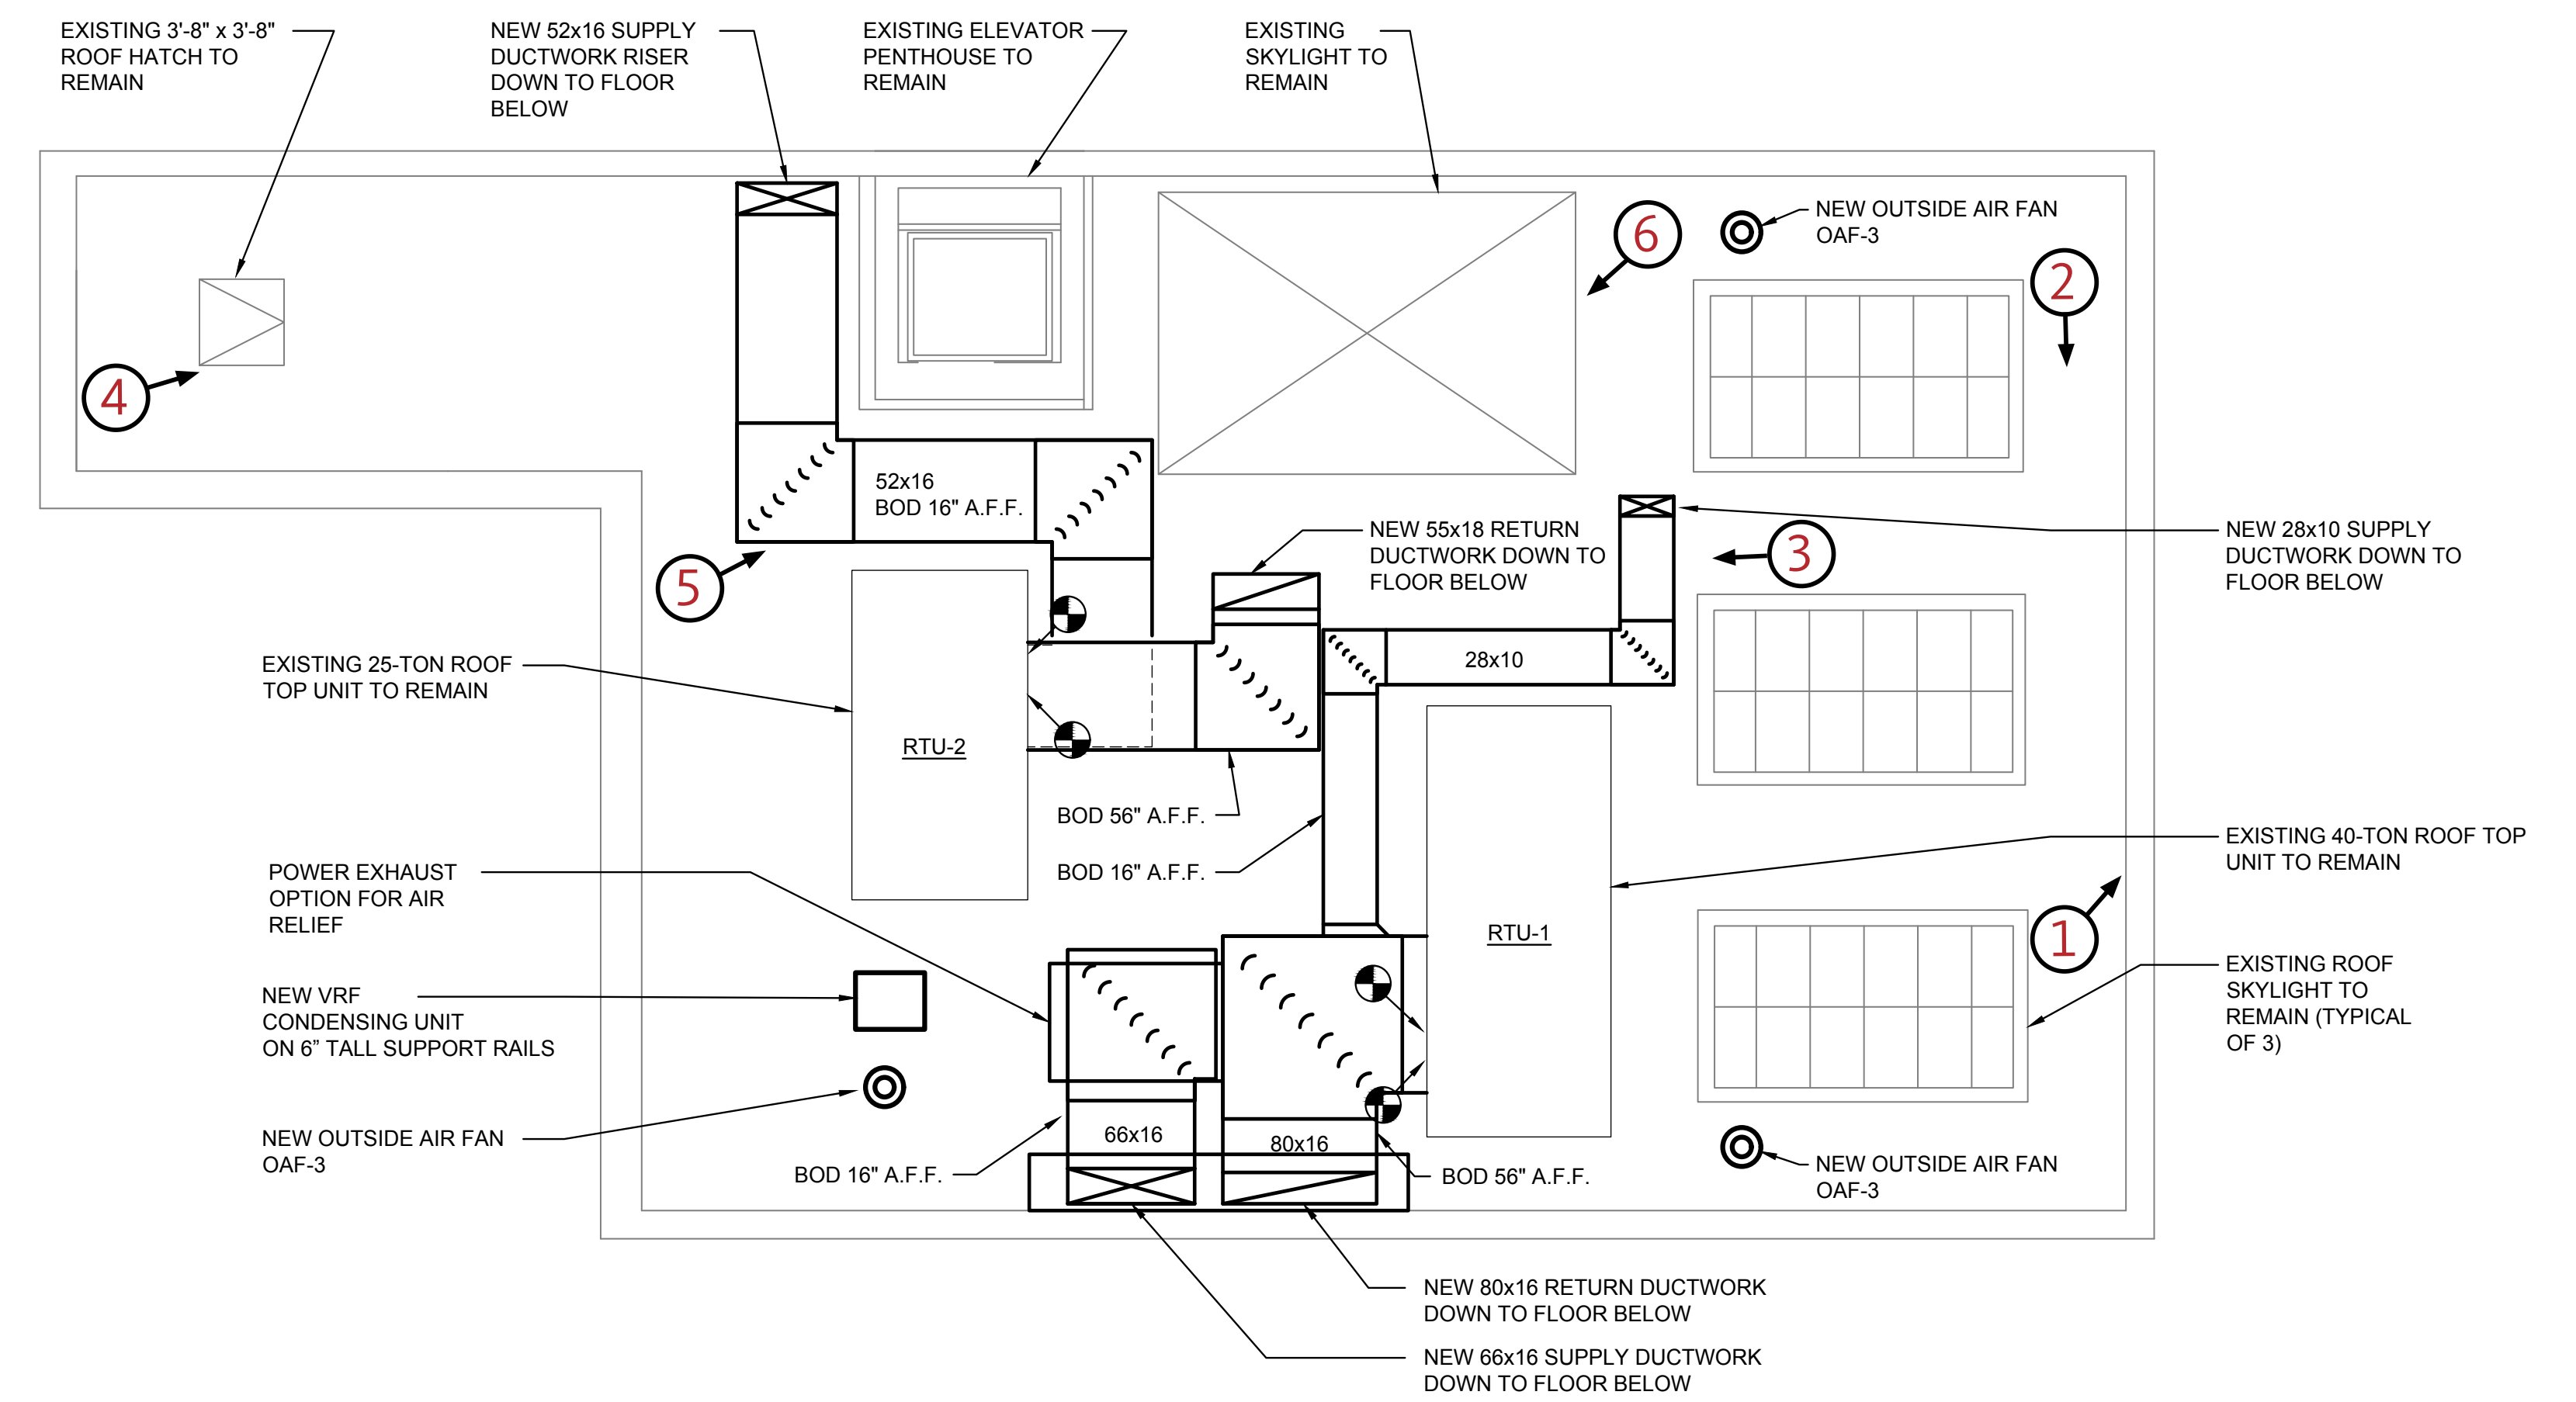 EXISTING 3'-8" x 3'-8"
ROOF HATCH TO
REMAIN
NEW 52x16 SUPPLY
DUCTWORK RISER
DOWN TO FLOOR
BELOW
EXISTING ELEVATOR
PENTHOUSE TO
REMAIN
EXISTING
SKYLIGHT TO
REMAIN
6
NEW OUTSIDE AIR FAN
OAF-3
2
4
52x16
BOD 16" A.F.F.
5
NEW 55x18 RETURN
DUCTWORK DOWN TO
FLOOR BELOW
3
NEW 28x10 SUPPLY
DUCTWORK DOWN TO
FLOOR BELOW
EXISTING 25-TON ROOF
TOP UNIT TO REMAIN
28x10
RTU-2
BOD 56" A.F.F.
BOD 16" A.F.F.
EXISTING 40-TON ROOF TOP
UNIT TO REMAIN
POWER EXHAUST
OPTION FOR AIR
RELIEF
RTU-1
1
EXISTING ROOF
SKYLIGHT TO
REMAIN (TYPICAL
OF 3)
NEW VRF
CONDENSING UNIT
ON 6” TALL SUPPORT RAILS
NEW OUTSIDE AIR FAN
OAF-3
66x16
80x16
BOD 16" A.F.F.
BOD 56" A.F.F.
NEW OUTSIDE AIR FAN
OAF-3
NEW 80x16 RETURN DUCTWORK
DOWN TO FLOOR BELOW
NEW 66x16 SUPPLY DUCTWORK
DOWN TO FLOOR BELOW